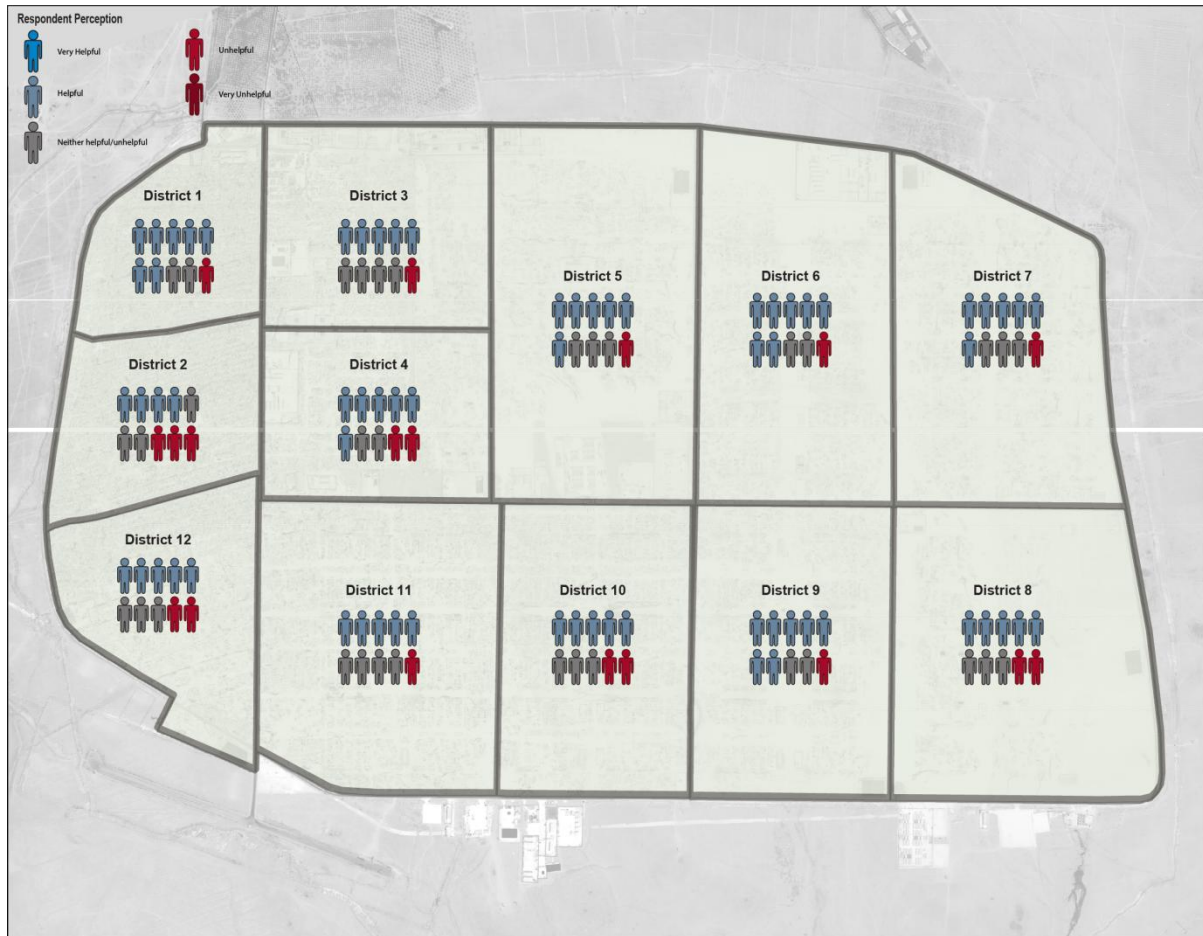 Respondent Perception
Very Helpful
Unhelpful
Helpful
Very Unhelpful
Neither helpful/unhelpful
District 1
District 3
District 5
District 6
District 7
District 2
District 4
District 12
District 11
District 10
District 9
District 8